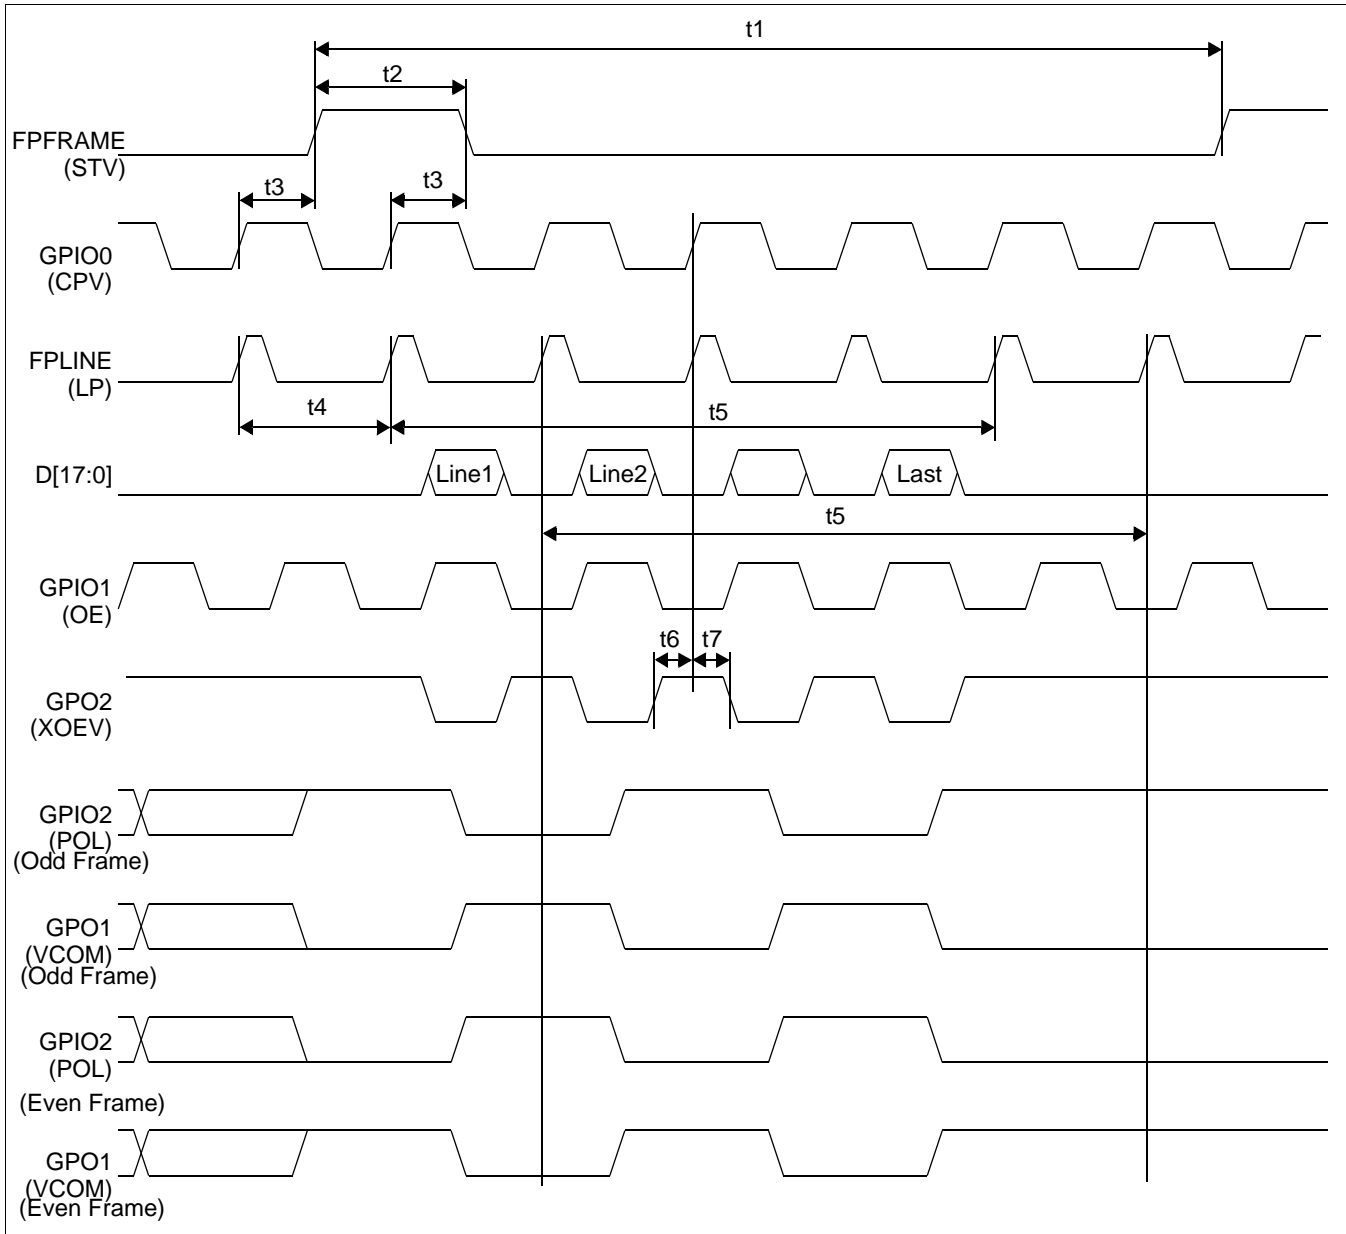 t1
t2
FPFRAME
(STV)
t3
t3
GPIO0
(CPV)
FPLINE
(LP)
t4
t5
D[17:0]
Line1
Line2
Last
t5
GPIO1
(OE)
t6
t7
GPO2
(XOEV)
GPIO2
(POL)
(Odd Frame)
GPO1
(VCOM)
(Odd Frame)
GPIO2
(POL)
(Even Frame)
GPO1
(VCOM)
(Even Frame)